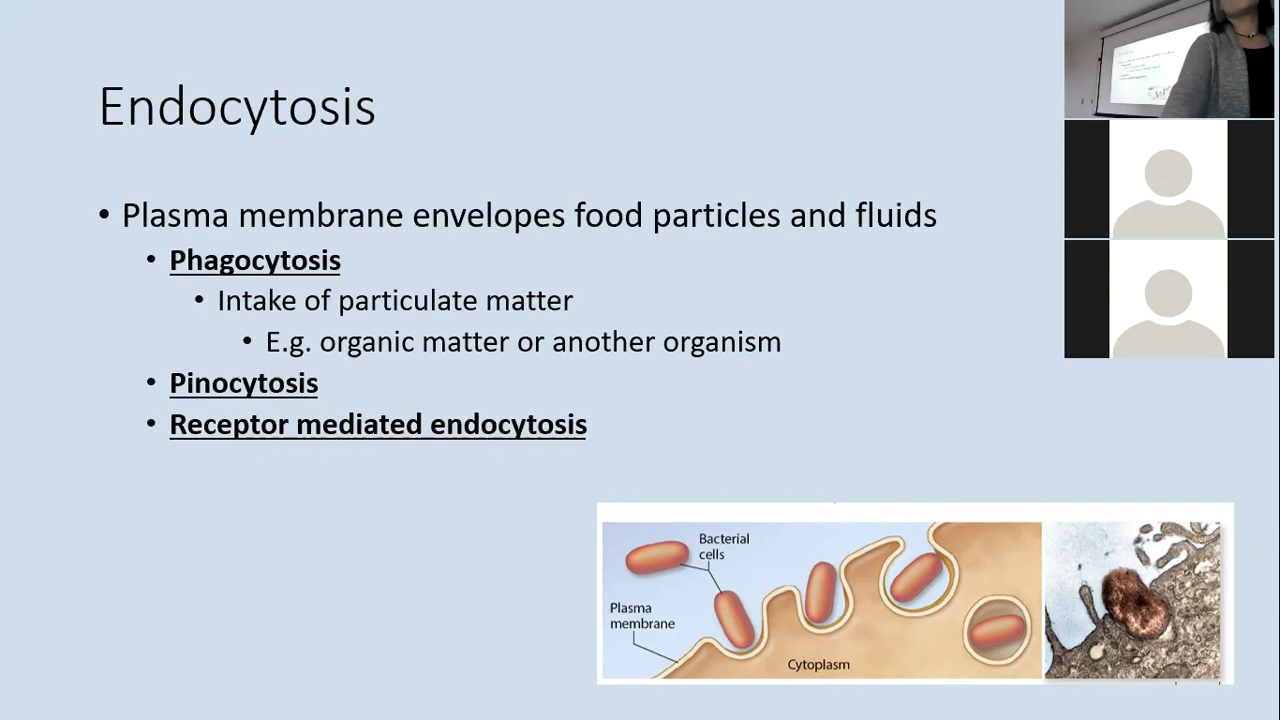 Endocytosis
• Plasma membrane envelopes food particles and fluids
• Phagocytosis
• Intake of particulate matter
• E.g. organic matter or another organism
• Pinocytosis
• Receptor mediated endocytosis
Bacterial
cells
Plasma
membrane
Cytoplasm